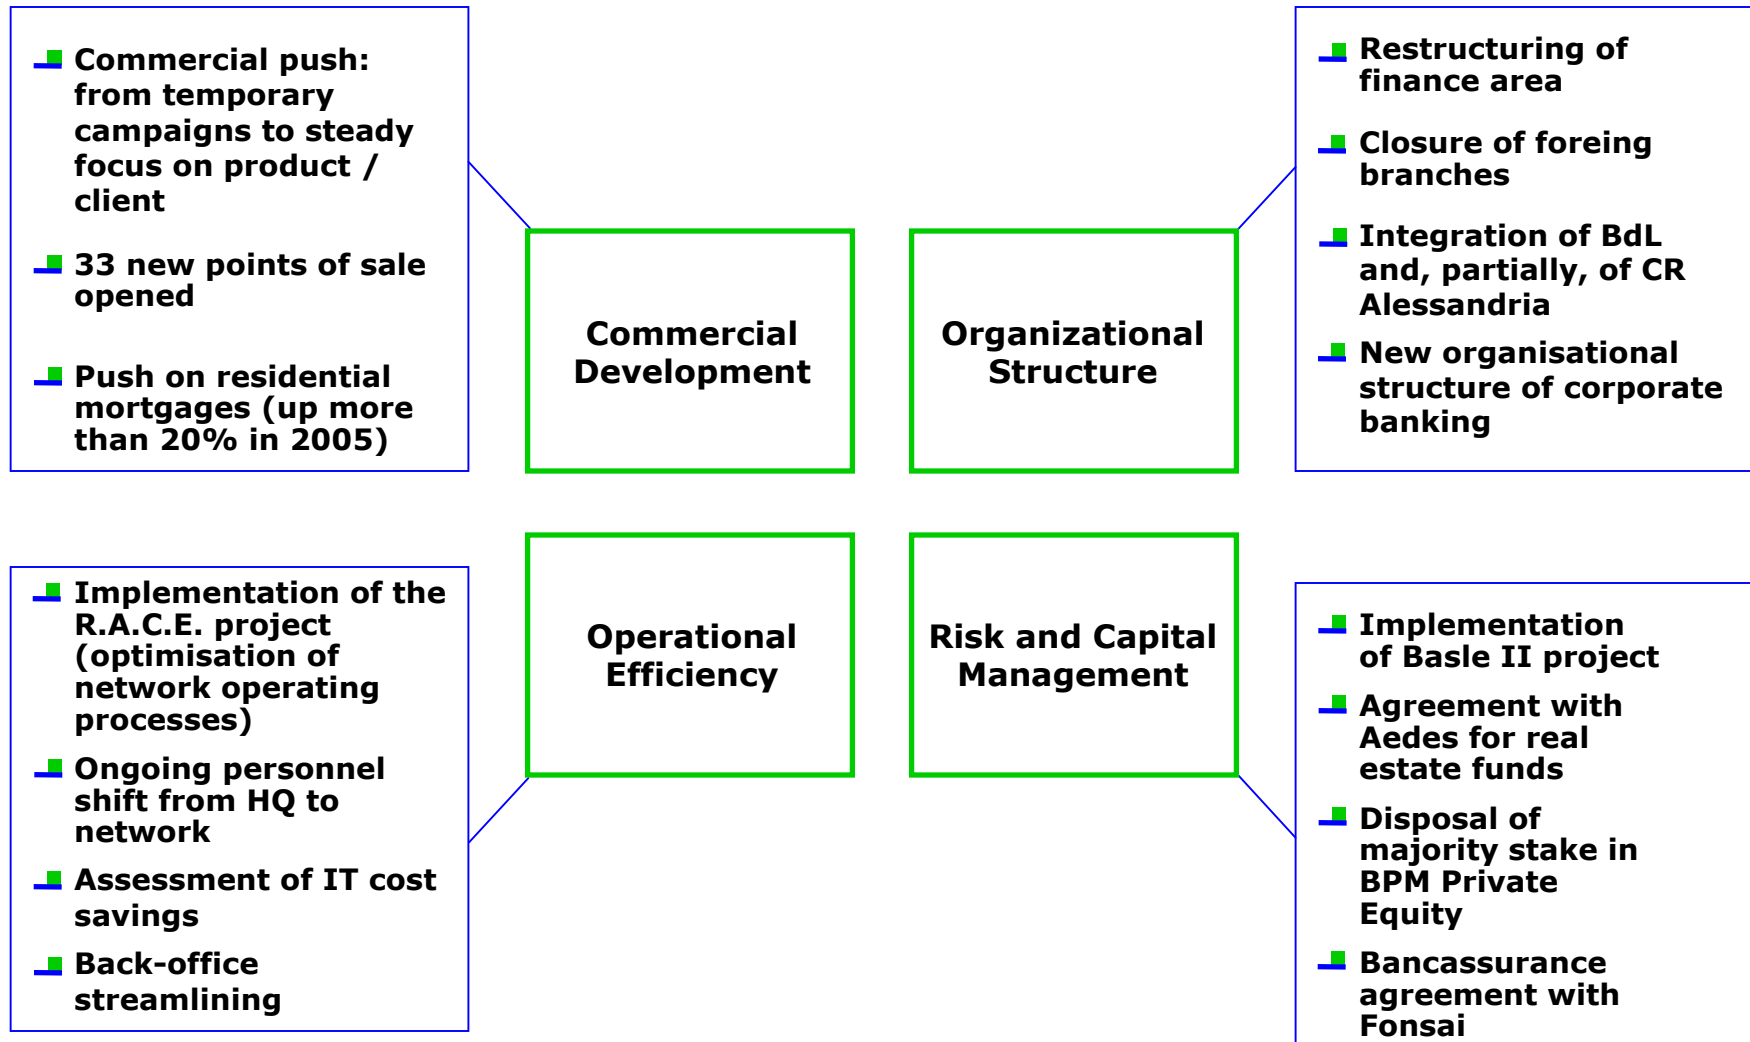 Commercial push:
from temporary
campaigns to steady
focus on product /
client
33 new points of sale
opened
Push on residential
mortgages (up more
than 20% in 2005)
Commercial
Development
Organizational
Structure
Restructuring of
finance area
Closure of foreing
branches
Integration of BdL
and, partially, of CR
Alessandria
New organisational
structure of corporate
banking
Implementation of the
R.A.C.E. project
(optimisation of
network operating
processes)
Ongoing personnel
shift from HQ to
network
Assessment of IT cost
savings
Back-office
streamlining
Operational
Efficiency
Risk and Capital
Management
Implementation
of Basle II project
Agreement with
Aedes for real
estate funds
Disposal of
majority stake in
BPM Private
Equity
Bancassurance
agreement with
Fonsai